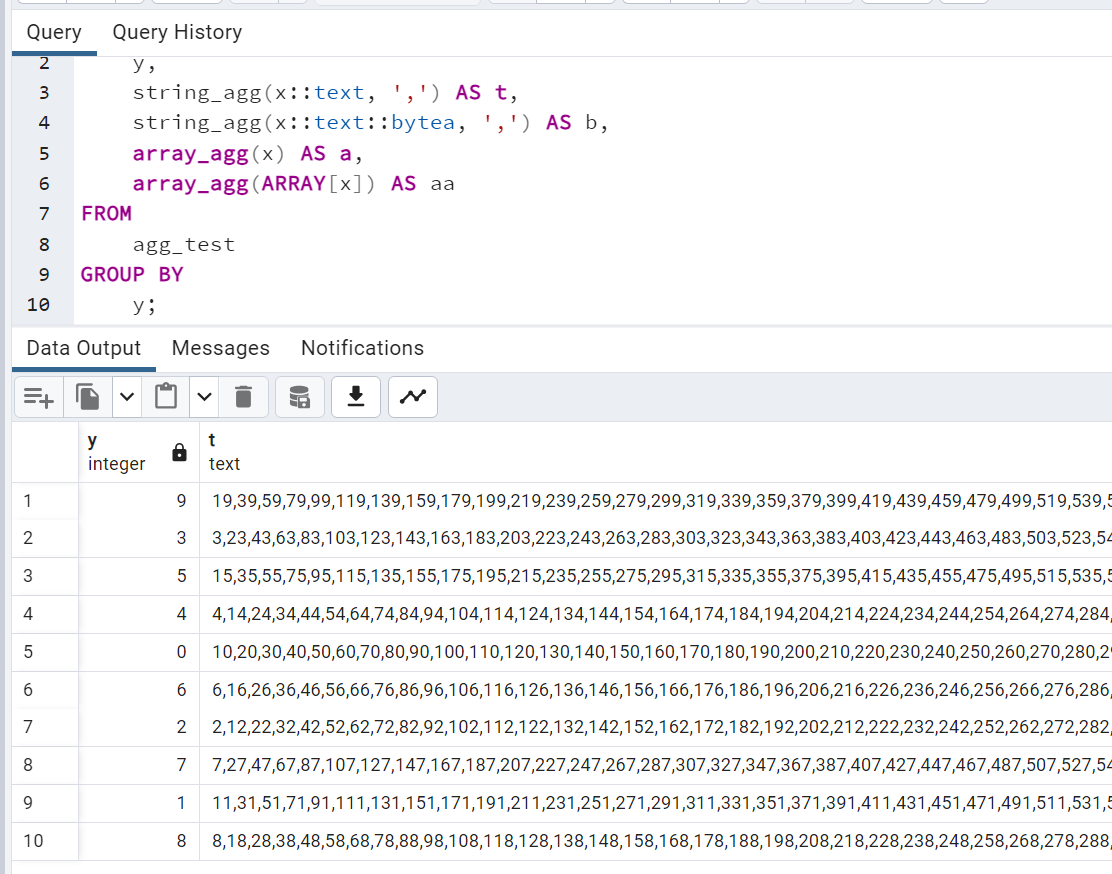 Query Query History
2 y,
3 string_agg(x::text, ',') AS t,
4 string_agg(x::text::bytea, ',') AS b,
5 array_agg(x) AS a,
6 array_agg(ARRAY[x]) AS aa
7 FROM
8 agg_test
9 GROUP BY
10 y;
Data Output Messages Notifications
y t
integer text
1 9 19,39,59,79,99,119,139,159,179,199,219,239,259,279,299,319,339,359,379,399,419,439,459,479,499,519,539,5
2 3 3,23,43,63,83,103,123,143,163,183,203,223,243,263,283,303,323,343,363,383,403,423,443,463,483,503,523,54
3 5 15,35,55,75,95,115,135,155,175,195,215,235,255,275,295,315,335,355,375,395,415,435,455,475,495,515,535,5
4 4 4,14,24,34,44,54,64,74,84,94,104,114,124,134,144,154,164,174,184,194,204,214,224,234,244,254,264,274,284,
5 0 10,20,30,40,50,60,70,80,90,100,110,120,130,140,150,160,170,180,190,200,210,220,230,240,250,260,270,280,29
6 6 6,16,26,36,46,56,66,76,86,96,106,116,126,136,146,156,166,176,186,196,206,216,226,236,246,256,266,276,286,
7 2 2,12,22,32,42,52,62,72,82,92,102,112,122,132,142,152,162,172,182,192,202,212,222,232,242,252,262,272,282,
8 7 7,27,47,67,87,107,127,147,167,187,207,227,247,267,287,307,327,347,367,387,407,427,447,467,487,507,527,54
9 1 11,31,51,71,91,111,131,151,171,191,211,231,251,271,291,311,331,351,371,391,411,431,451,471,491,511,531,5
10 8 8,18,28,38,48,58,68,78,88,98,108,118,128,138,148,158,168,178,188,198,208,218,228,238,248,258,268,278,288,